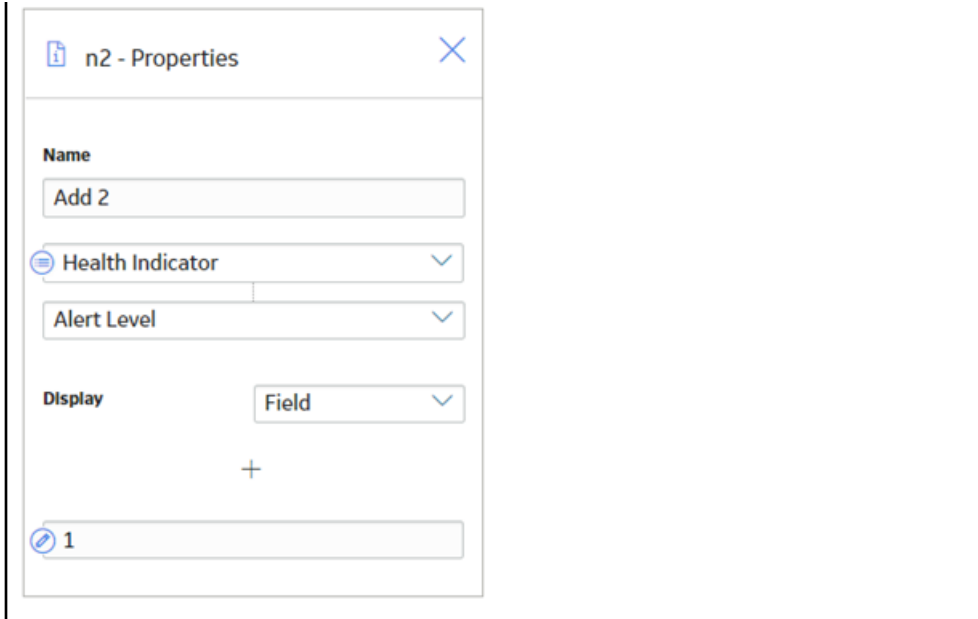 n2 - Properties
Name
Add 2
Health Indicator
Alert Level
Display
Field
+
1